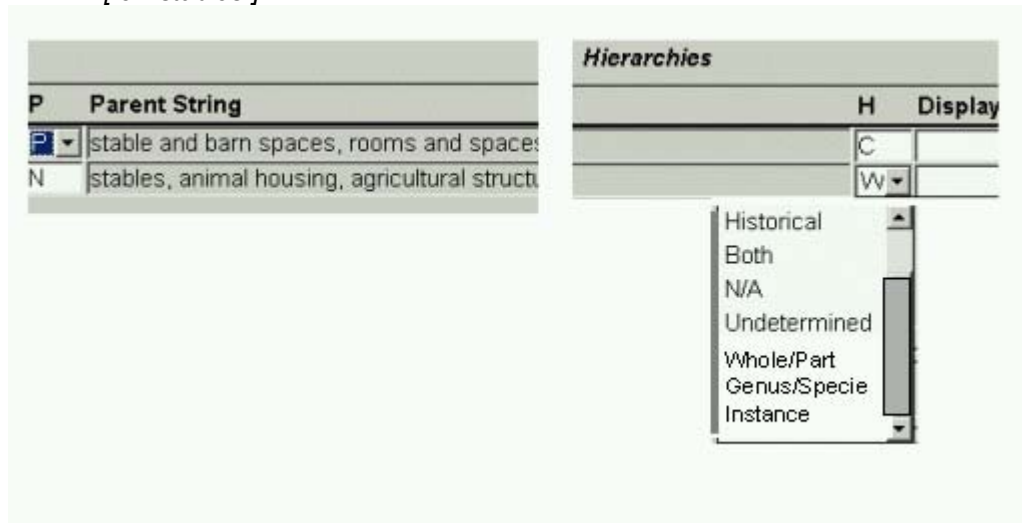 Hierarchies
P Parent String H Display
P stable and barn spaces, rooms and spaces C
N stables, animal housing, agricultural structu W
Historical
Both
N/A
Undetermined
Whole/Part
Genus/Specie
Instance